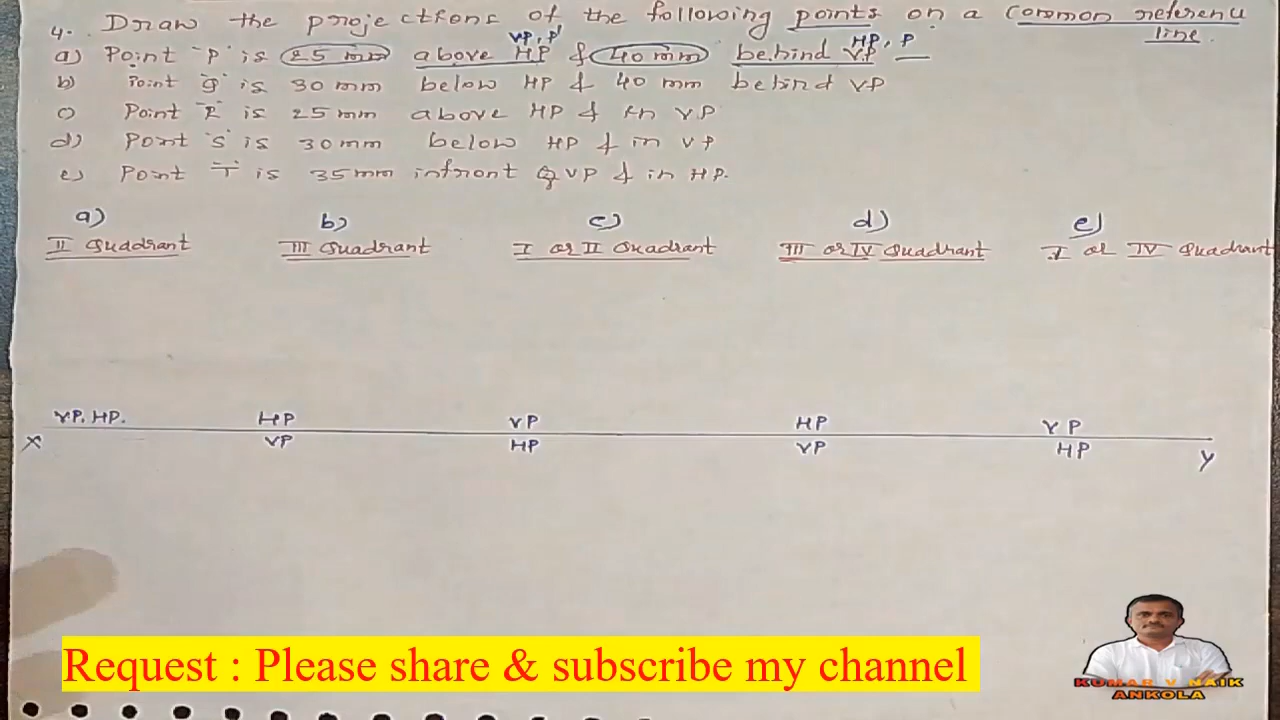 4. Draw the projections of the following points on a common reference
line.
VP, p' HP, p
a) Point "P" is 25 mm above HP & 40 mm behind VP
b) Point "Q" is 30 mm below HP & 40 mm behind VP
c) Point "R" is 25 mm above HP & in VP
d) Point "S" is 30 mm below HP & in VP
e) Point "T" is 35 mm infront of VP & in HP.
a) b) c) d) e)
II Quadrant III Quadrant I or II Quadrant III or IV Quadrant I or IV Quadrant
VP. HP. HP VP HP VP
X VP HP VP HP Y
Request : Please share & subscribe my channel
KUMAR V NAIK
ANKOLA